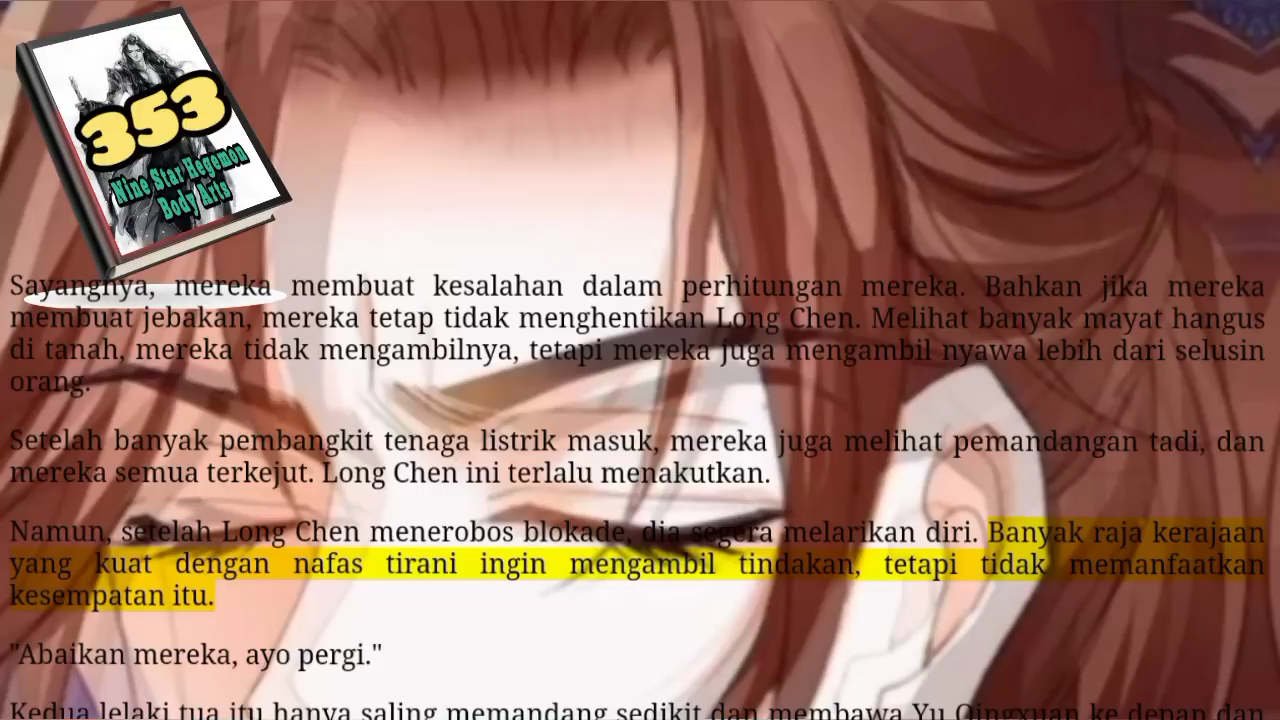 353
Nine Star Hegemon
Body Arts
Sayangnya, mereka membuat kesalahan dalam perhitungan mereka. Bahkan jika mereka
membuat jebakan, mereka tetap tidak menghentikan Long Chen. Melihat banyak mayat hangus
di tanah, mereka tidak mengambilnya, tetapi mereka juga mengambil nyawa lebih dari selusin
orang.
Setelah banyak pembangkit tenaga listrik masuk, mereka juga melihat pemandangan tadi, dan
mereka semua terkejut. Long Chen ini terlalu menakutkan.
Namun, setelah Long Chen menerobos blokade, dia segera melarikan diri. Banyak raja kerajaan
yang kuat dengan nafas tirani ingin mengambil tindakan, tetapi tidak memanfaatkan
kesempatan itu.
"Abaikan mereka, ayo pergi."
Kedua lelaki tua itu hanya saling memandang sedikit dan membawa Yu Qingxuan ke depan dan